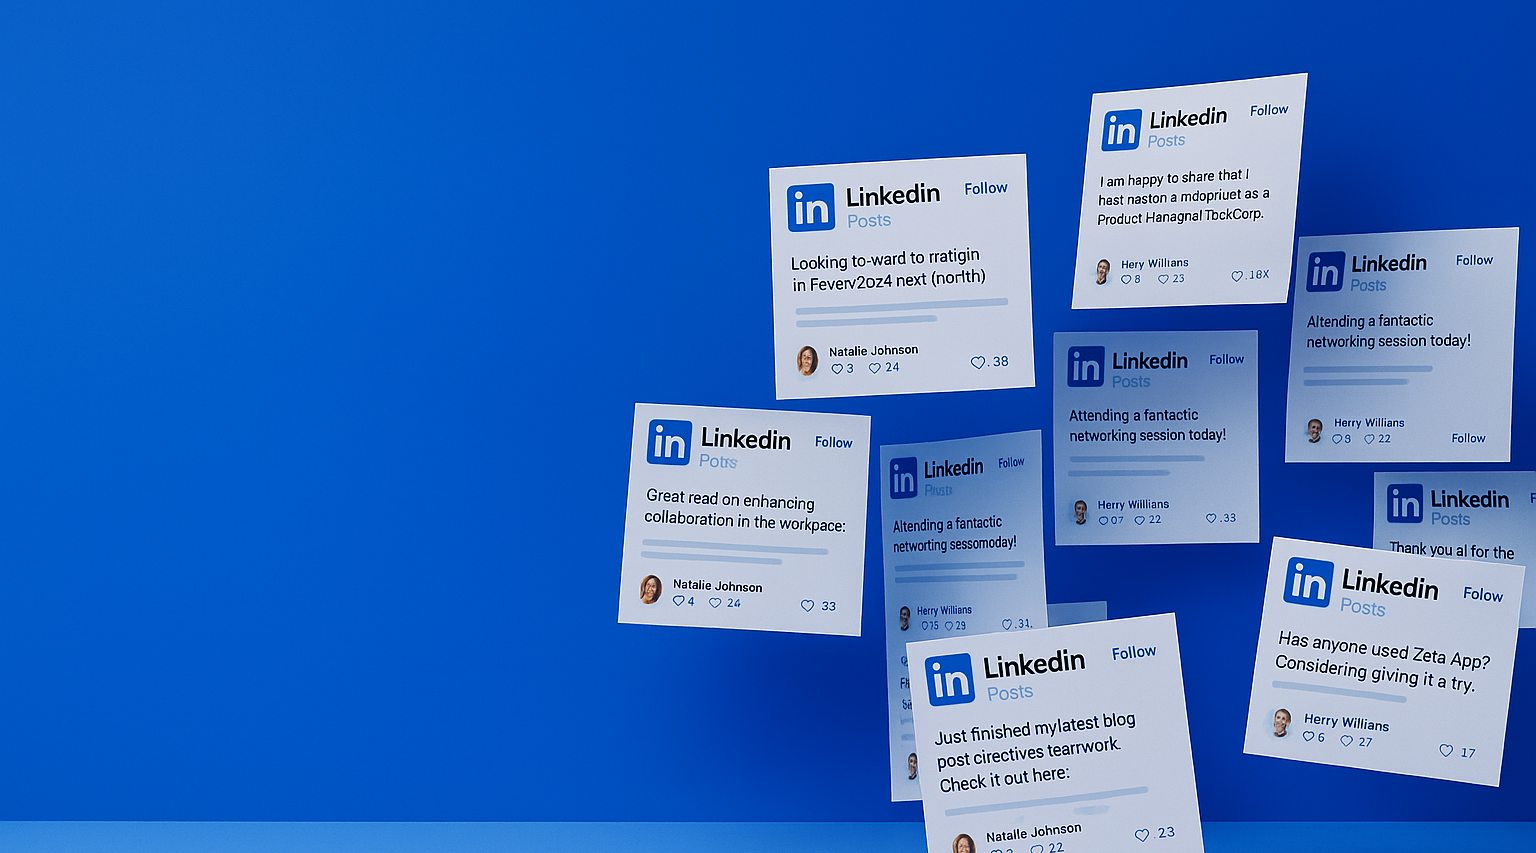 in Linkedin Follow
Posts
I am happy to share that I
hast naston a mdopriuet as a
Product Hanagnal TbckCorp.
Hery Willians
8 23 .18X
in Linkedin Follow
Posts
Looking to-ward to rratigin
in Feverv2oz4 next (norlth)
Natalie Johnson
3 24 .38
in Linkedin Follow
Posts
Altending a fantactic
networking session today!
Herry Willians
9 22 Follow
in Linkedin Follow
Posts
Attending a fantactic
networking session today!
Herry Willlians
07 22 .33
in Linkedin Follow
Great read on enhancing
collaboration in the workpace:
Natalie Johnson
4 24 33
in Linkedin Follow
Altending a fantactic
networting sessomoday!
Herry Willians
15 29 .31.
in Linkedin
Posts
Thank you al for the
in Linkedin Folow
Posts
Has anyone used Zeta App?
Considering giving it a try.
Herry Willians
6 27 17
in Linkedin Follow
Posts
Just finished mylatest blog
post cirectives tearrwork.
Check it out here:
Natalle Johnson
22 .23